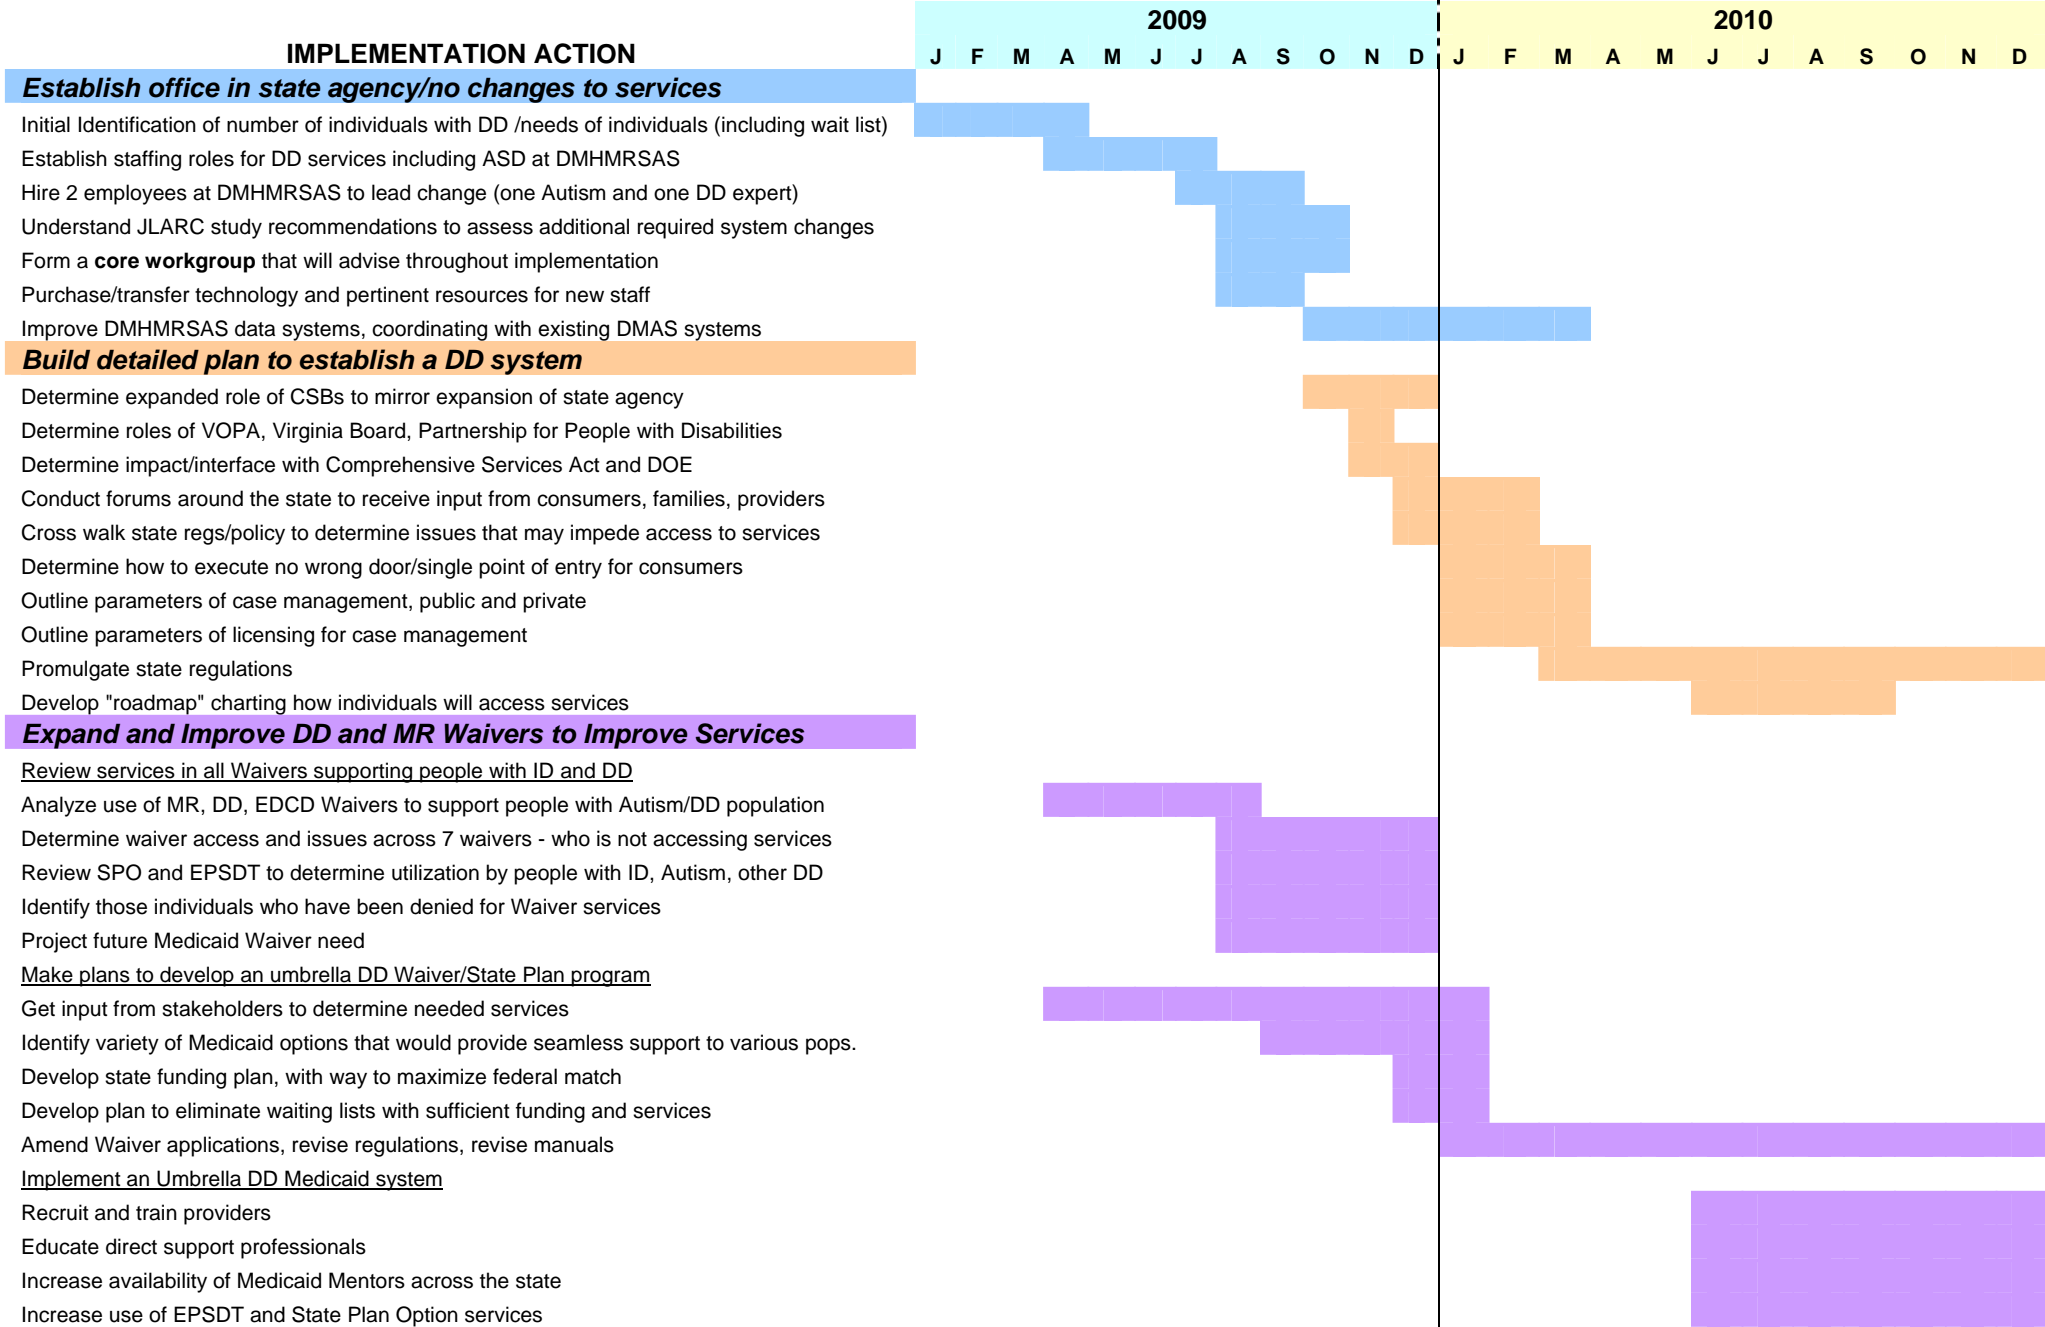 2009 2010
IMPLEMENTATION ACTION J F M A M J J A S O N D J F M A M J J A S O N D
Establish office in state agency/no changes to services
Initial Identification of number of individuals with DD /needs of individuals (including wait list)
Establish staffing roles for DD services including ASD at DMHMRSAS
Hire 2 employees at DMHMRSAS to lead change (one Autism and one DD expert)
Understand JLARC study recommendations to assess additional required system changes
Form a core workgroup that will advise throughout implementation
Purchase/transfer technology and pertinent resources for new staff
Improve DMHMRSAS data systems, coordinating with existing DMAS systems
Build detailed plan to establish a DD system
Determine expanded role of CSBs to mirror expansion of state agency
Determine roles of VOPA, Virginia Board, Partnership for People with Disabilities
Determine impact/interface with Comprehensive Services Act and DOE
Conduct forums around the state to receive input from consumers, families, providers
Cross walk state regs/policy to determine issues that may impede access to services
Determine how to execute no wrong door/single point of entry for consumers
Outline parameters of case management, public and private
Outline parameters of licensing for case management
Promulgate state regulations
Develop "roadmap" charting how individuals will access services
Expand and Improve DD and MR Waivers to Improve Services
Review services in all Waivers supporting people with ID and DD
Analyze use of MR, DD, EDCD Waivers to support people with Autism/DD population
Determine waiver access and issues across 7 waivers - who is not accessing services
Review SPO and EPSDT to determine utilization by people with ID, Autism, other DD
Identify those individuals who have been denied for Waiver services
Project future Medicaid Waiver need
Make plans to develop an umbrella DD Waiver/State Plan program
Get input from stakeholders to determine needed services
Identify variety of Medicaid options that would provide seamless support to various pops.
Develop state funding plan, with way to maximize federal match
Develop plan to eliminate waiting lists with sufficient funding and services
Amend Waiver applications, revise regulations, revise manuals
Implement an Umbrella DD Medicaid system
Recruit and train providers
Educate direct support professionals
Increase availability of Medicaid Mentors across the state
Increase use of EPSDT and State Plan Option services